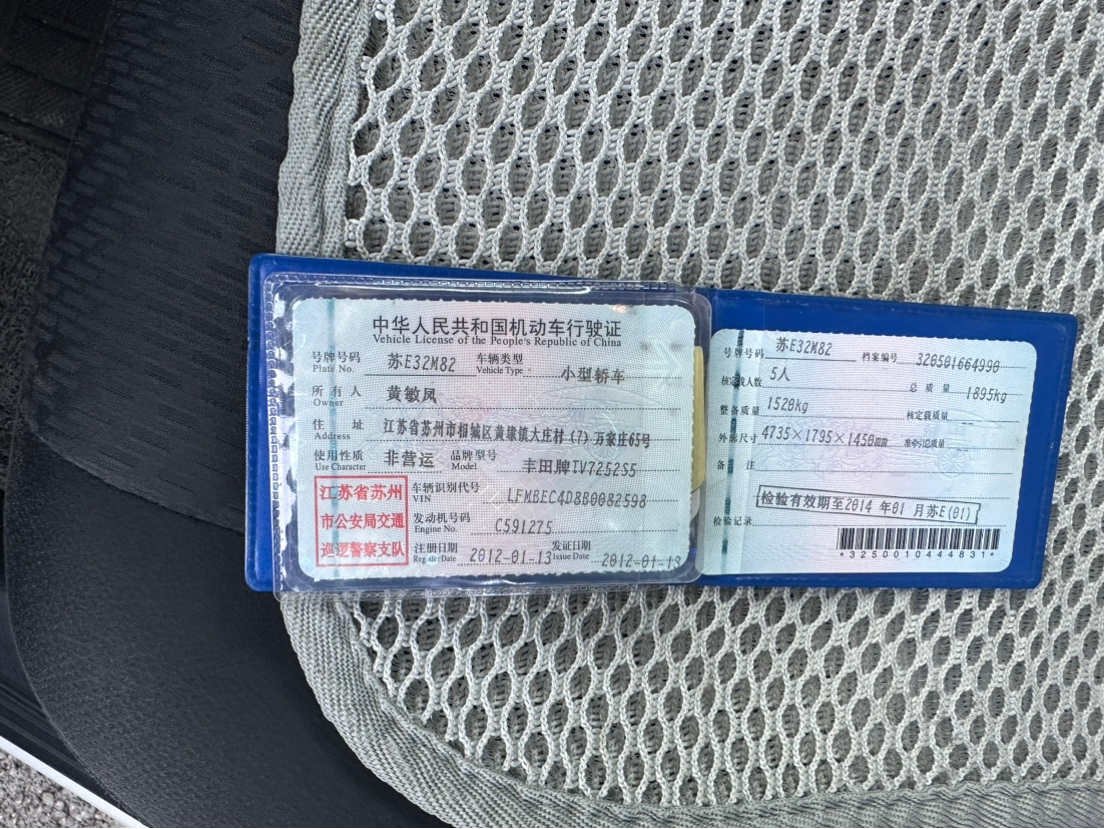 中华人民共和国机动车行驶证
Vehicle License of the People's Republic of China
号牌号码 Plate No. 苏E32M82 车辆类型 Vehicle Type 小型轿车
所有人 Owner 黄敏凤
住址 Address 江苏省苏州市相城区黄埭镇大庄村(7)万家庄65号
使用性质 Use Character 非营运 品牌型号 Model 丰田牌TV7252S5
车辆识别代号 VIN LFMBEC4D8B0082598
发动机号码 Engine No. C591275
注册日期 Register Date 2012-01-13 发证日期 Issue Date 2012-01-13
江苏省苏州
市公安局交通
巡逻警察支队
号牌号码 苏E32M82 档案编号 320501664990
核定载人数 5人 总质量 1895kg
整备质量 1520kg 核定载质量
外廓尺寸 4735×1795×1450mm 准牵引总质量
备注
检验有效期至2014年01月苏E(01)
检验记录
*3250010444831*